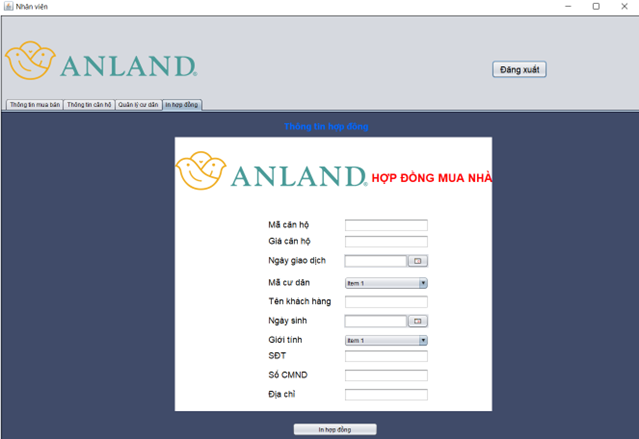 Nhân viên
ANLAND®
Đăng xuất
Thông tin mua bán Thông tin căn hộ Quản lý cư dân In hợp đồng
Thông tin hợp đồng
ANLAND® HỢP ĐỒNG MUA NHÀ
Mã căn hộ
Giá căn hộ
Ngày giao dịch
Mã cư dân Item 1
Tên khách hàng
Ngày sinh
Giới tính Item 1
SĐT
Số CMND
Địa chỉ
In hợp đồng